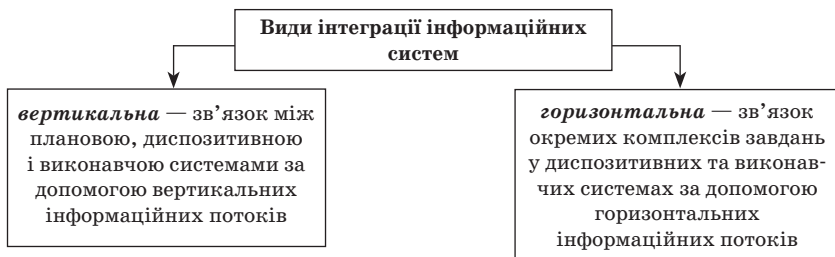 Види інтеграції інформаційних
систем
вертикальна — зв’язок між
плановою, диспозитивною
і виконавчою системами за
допомогою вертикальних
інформаційних потоків
горизонтальна — зв’язок
окремих комплексів завдань
у диспозитивних та виконав-
чих системах за допомогою
горизонтальних
інформаційних потоків